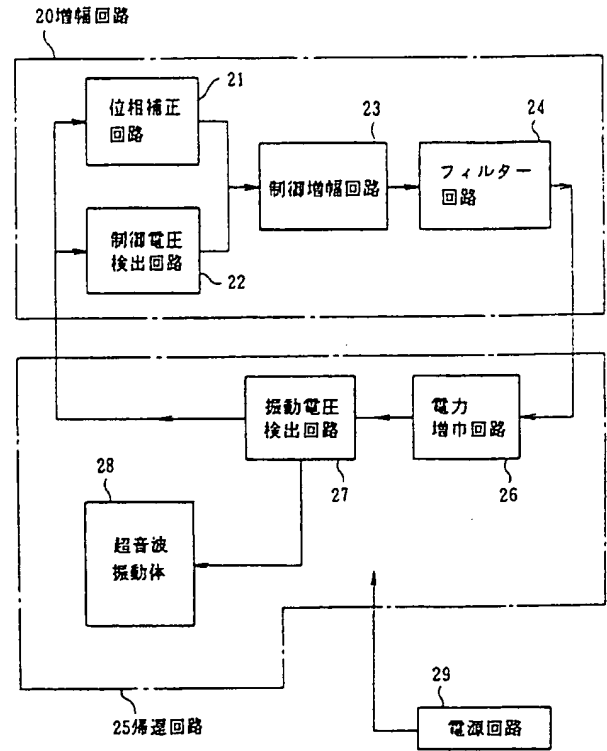 20増幅回路
21
位相補正
回路
23
24
制御増幅回路
フィルター
回路
制御電圧
検出回路
22
振動電圧
検出回路
電力
増巾回路
27
26
28
超音波
振動体
25帰還回路
29
電源回路